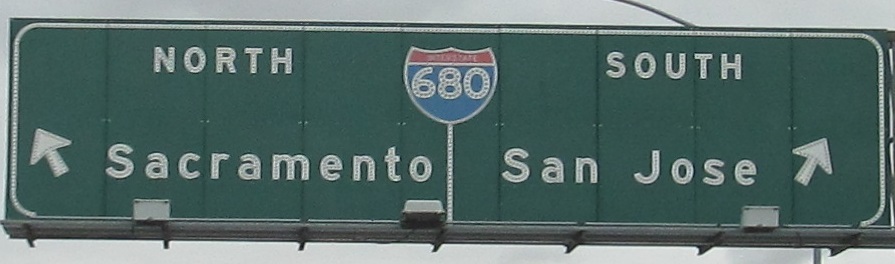 NORTH
INTERSTATE
680
SOUTH
Sacramento
San Jose